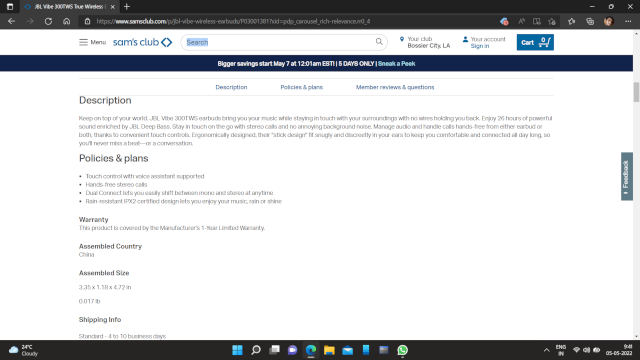 JBL Vibe 300TWS True Wireless E
https://www.samsclub.com/p/jbl-vibe-wireless-earbuds/P03001381?xid=pdp_carousel_rich-relevance.rr0_4
Menu
sam's club
Search
Your club
Bossier City, LA
Your account
Sign in
Cart
0
Bigger savings start May 7 at 12:01am EST! | 5 DAYS ONLY | Sneak a Peek
Description
Policies & plans
Member reviews & questions
Description
Keep on top of your world. JBL Vibe 300TWS earbuds bring you your music while staying in touch with your surroundings with no wires holding you back. Enjoy 26 hours of powerful
sound enriched by JBL Deep Bass. Stay in touch on the go with stereo calls and no annoying background noise. Manage audio and handle calls hands-free from either earbud or
both, thanks to convenient touch controls. Ergonomically designed, their "stick design" fit snugly and discreetly in your ears to keep you comfortable and connected all day long, so
you'll never miss a beat—or a conversation.
Policies & plans
• Touch control with voice assistant supported
• Hands-free stereo calls
• Dual Connect lets you easily shift between mono and stereo at anytime
• Rain-resistant IPX2 certified design lets you enjoy your music, rain or shine
Warranty
This product is covered by the Manufacturer's 1-Year Limited Warranty.
Assembled Country
China
Assembled Size
3.35 x 1.18 x 4.72 in
0.017 lb
Shipping Info
Standard - 4 to 10 business days
Feedback
24°C
Cloudy
ENG
IN
9:41
05-05-2022